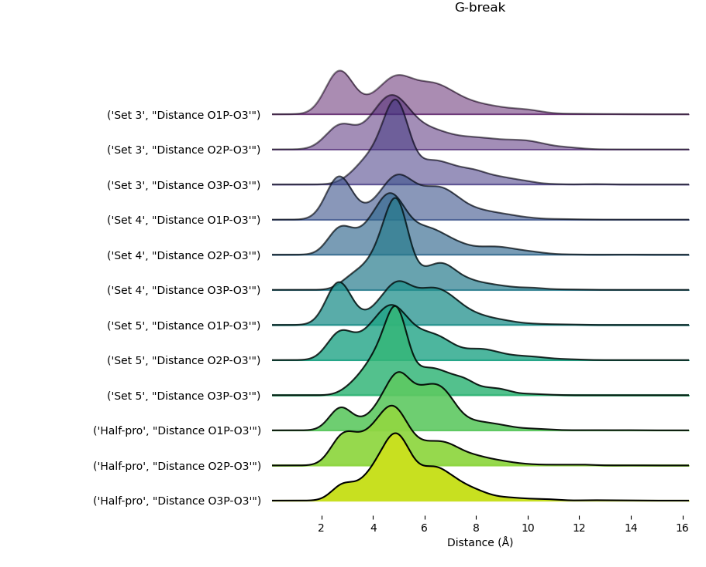 G-break
('Set 3', "Distance O1P-O3'")
('Set 3', "Distance O2P-O3'")
('Set 3', "Distance O3P-O3'")
('Set 4', "Distance O1P-O3'")
('Set 4', "Distance O2P-O3'")
('Set 4', "Distance O3P-O3'")
('Set 5', "Distance O1P-O3'")
('Set 5', "Distance O2P-O3'")
('Set 5', "Distance O3P-O3'")
('Half-pro', "Distance O1P-O3'")
('Half-pro', "Distance O2P-O3'")
('Half-pro', "Distance O3P-O3'")
2 4 6 8 10 12 14 16
Distance (Å)